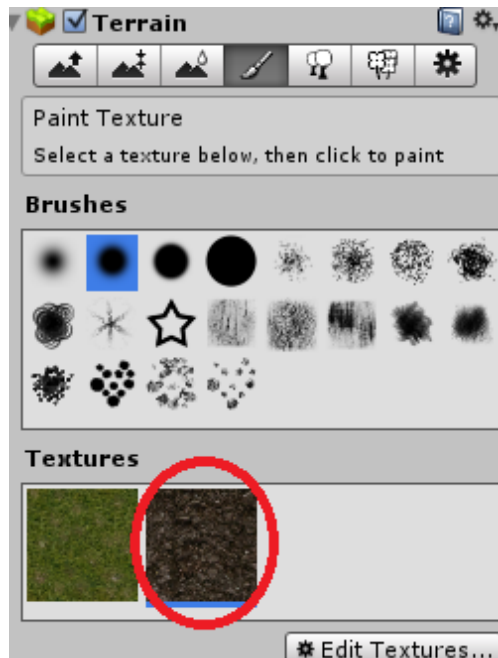 Terrain
Paint Texture
Select a texture below, then click to paint
Brushes
Textures
Edit Textures...